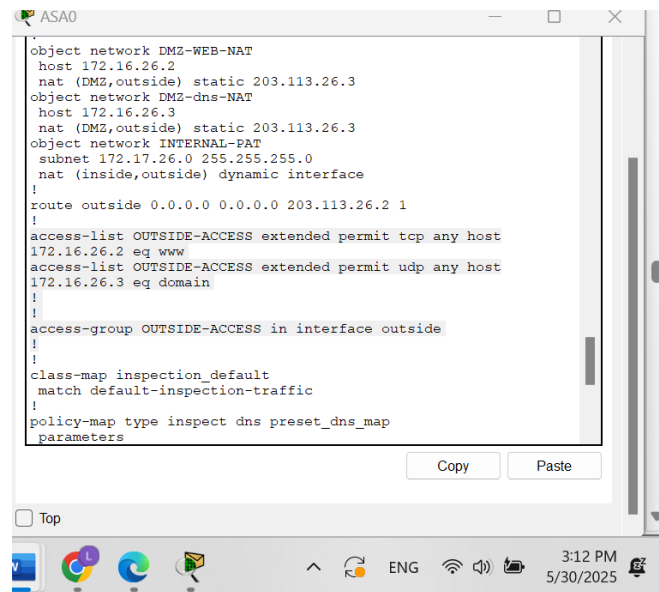 ASA0
!
object network DMZ-WEB-NAT
host 172.16.26.2
nat (DMZ,outside) static 203.113.26.3
object network DMZ-dns-NAT
host 172.16.26.3
nat (DMZ,outside) static 203.113.26.3
object network INTERNAL-PAT
subnet 172.17.26.0 255.255.255.0
nat (inside,outside) dynamic interface
!
route outside 0.0.0.0 0.0.0.0 203.113.26.2 1
!
access-list OUTSIDE-ACCESS extended permit tcp any host
172.16.26.2 eq www
access-list OUTSIDE-ACCESS extended permit udp any host
172.16.26.3 eq domain
!
!
access-group OUTSIDE-ACCESS in interface outside
!
!
class-map inspection_default
match default-inspection-traffic
!
policy-map type inspect dns preset_dns_map
parameters
Copy Paste
Top
W L ENG 3:12 PM
5/30/2025